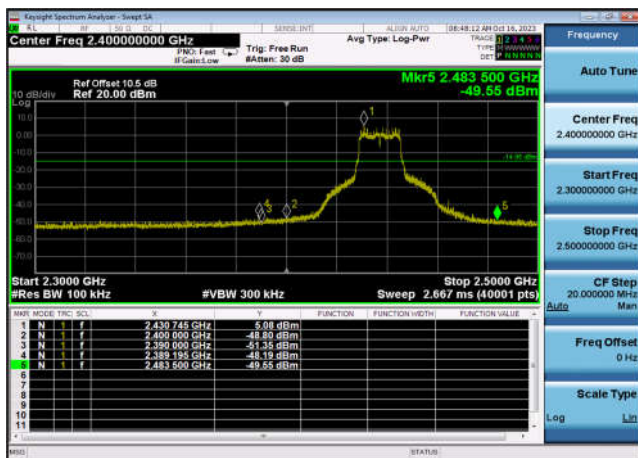 Keysight Spectrum Analyzer - Swept SA
RL RF 50 Ω DC SENSE:INT ALIGN AUTO 08:48:12 AM Oct 16, 2023
Center Freq 2.400000000 GHz
PNO: Fast
IFGain:Low
Trig: Free Run
#Atten: 30 dB
Avg Type: Log-Pwr
TRACE 1 2 3 4 5 6
TYPE M W W W W W
DET P N N N N N
Ref Offset 10.5 dB
10 dB/div Ref 20.00 dBm
Mkr5 2.483 500 GHz
-49.55 dBm
Log
10.0
0.00
-10.0
-20.0
-30.0
-40.0
-50.0
-60.0
-70.0
1
2
3
4
5
Start 2.3000 GHz Stop 2.5000 GHz
#Res BW 100 kHz #VBW 300 kHz Sweep 2.667 ms (40001 pts)
MKR MODE TRC SCL X Y FUNCTION FUNCTION WIDTH FUNCTION VALUE
1 N 1 f 2.430 745 GHz 5.08 dBm
2 N 1 f 2.400 000 GHz -48.80 dBm
3 N 1 f 2.390 000 GHz -51.35 dBm
4 N 1 f 2.389 195 GHz -48.19 dBm
5 N 1 f 2.483 500 GHz -49.55 dBm
6
7
8
9
10
11
MSG STATUS
Frequency
Auto Tune
Center Freq
2.400000000 GHz
Start Freq
2.300000000 GHz
Stop Freq
2.500000000 GHz
CF Step
20.000000 MHz
Auto Man
Freq Offset
0 Hz
Scale Type
Log Lin